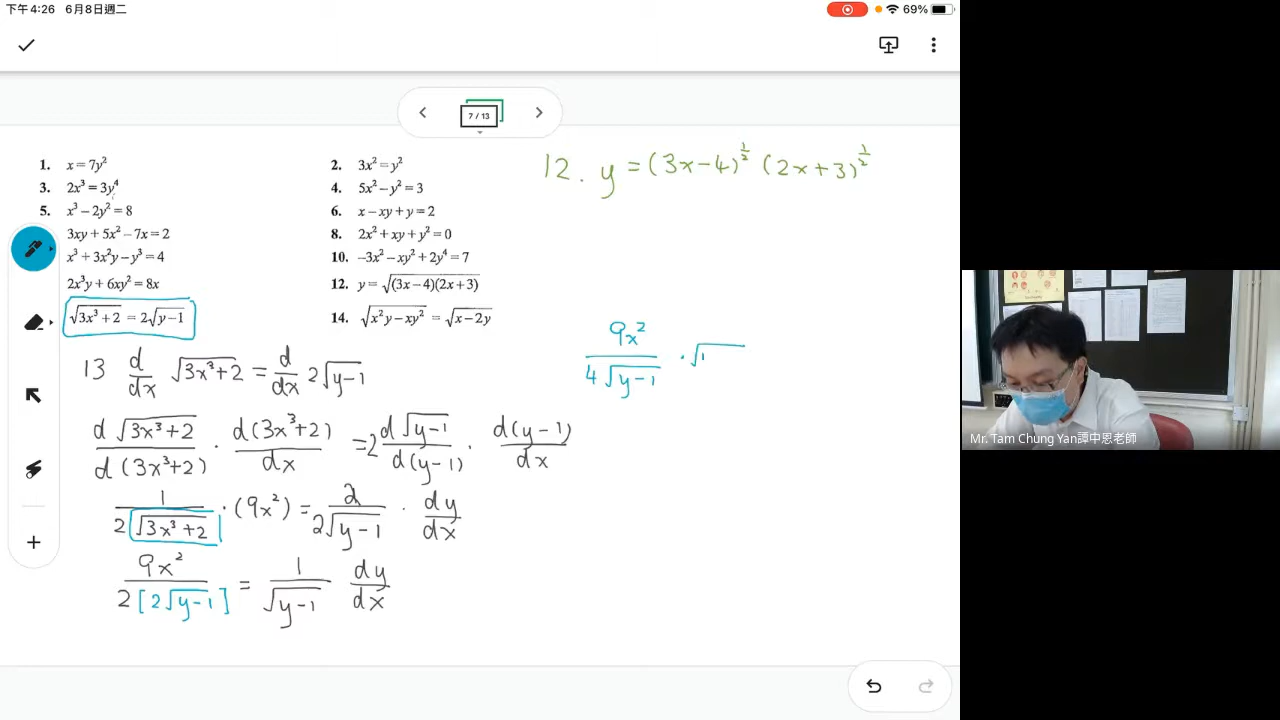 下午4:26 6月8日週二
69%
7 / 13
1. x = 7y²
2. 3x² = y²
3. 2x³ = 3y⁴
4. 5x² − y² = 3
5. x³ − 2y² = 8
6. x − xy + y = 2
3xy + 5x² − 7x = 2
8. 2x² + xy + y² = 0
x³ + 3x²y − y³ = 4
10. −3x² − xy² + 2y⁴ = 7
2x³y + 6xy² = 8x
12. y = √((3x − 4)(2x + 3))
√(3x³ + 2) = 2√(y − 1)
14. √(x²y − xy²) = √(x − 2y)
12. y = (3x−4)^(1/2) (2x+3)^(1/2)
13 d/dx √(3x³+2) = d/dx 2√(y−1)
d√(3x³+2)/d(3x³+2) · d(3x³+2)/dx = 2 d√(y−1)/d(y−1) · d(y−1)/dx
1/(2√(3x³+2)) · (9x²) = 2/(2√(y−1)) · dy/dx
9x²/(2[2√(y−1)]) = 1/√(y−1) dy/dx
9x²/(4√(y−1)) · √
Mr. Tam Chung Yan譚中恩老師